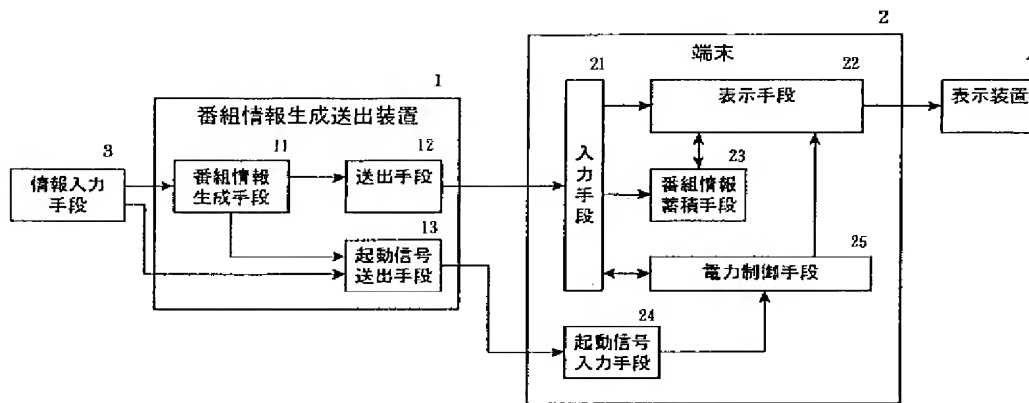 2
端末
1
21
22
番組情報生成送出装置
表示手段
表示装置
3
11
12
入力手段
情報入力
手段
番組情報
生成手段
送出手段
23
番組情報
蓄積手段
13
起動信号
送出手段
25
電力制御手段
24
起動信号
入力手段